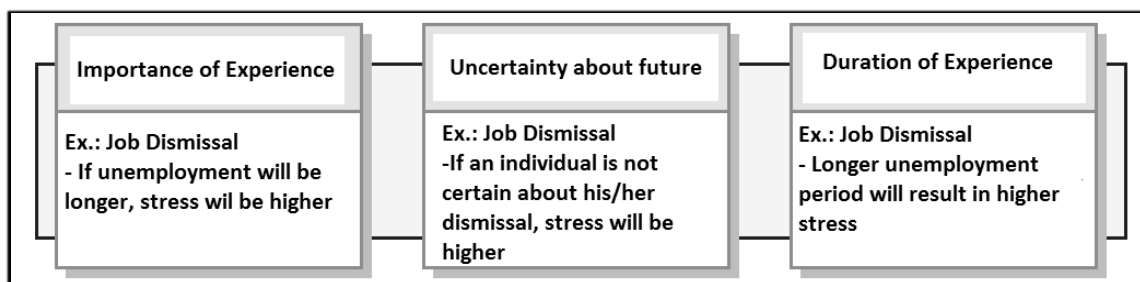 Importance of Experience
Ex.: Job Dismissal
- If unemployment will be
longer, stress wil be higher
Uncertainty about future
Ex.: Job Dismissal
-If an individual is not
certain about his/her
dismissal, stress will be
higher
Duration of Experience
Ex.: Job Dismissal
- Longer unemployment
period will result in higher
stress